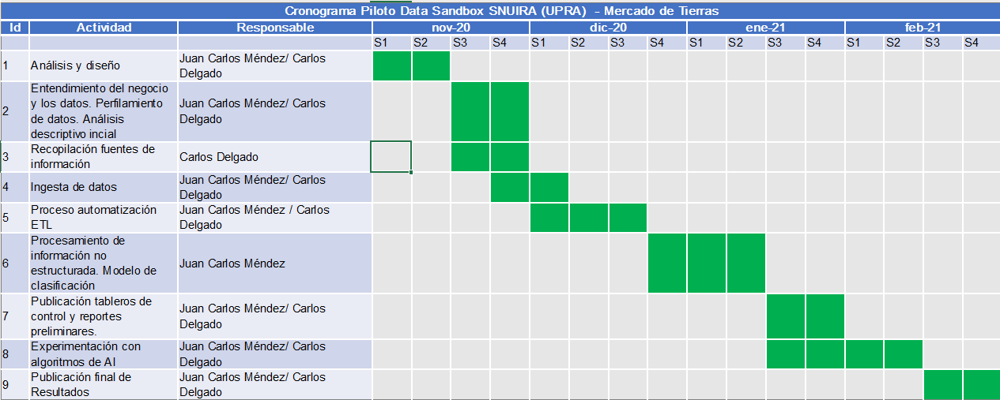 Cronograma Piloto Data Sandbox SNUIRA (UPRA)  - Mercado de Tierras
Id Actividad Responsable nov-20 dic-20 ene-21 feb-21
S1 S2 S3 S4 S1 S2 S3 S4 S1 S2 S3 S4 S1 S2 S3 S4
1 Análisis y diseño Juan Carlos Méndez/ Carlos
Delgado
2 Entendimiento del negocio
y los datos. Perfilamiento
de datos. Análisis
descriptivo incial
Juan Carlos Méndez/ Carlos
Delgado
3 Recopilación fuentes de
información
Carlos Delgado
4 Ingesta de datos Juan Carlos Méndez/ Carlos
Delgado
5 Proceso automatización
ETL
Juan Carlos Méndez / Carlos
Delgado
6 Procesamiento de
información no
estructurada. Modelo de
clasificación
Juan Carlos Méndez
7 Publicación tableros de
control y reportes
preliminares.
Juan Carlos Méndez/ Carlos
Delgado
8 Experimentación con
algoritmos de AI
Juan Carlos Méndez/ Carlos
Delgado
9 Publicación final de
Resultados
Juan Carlos Méndez/ Carlos
Delgado